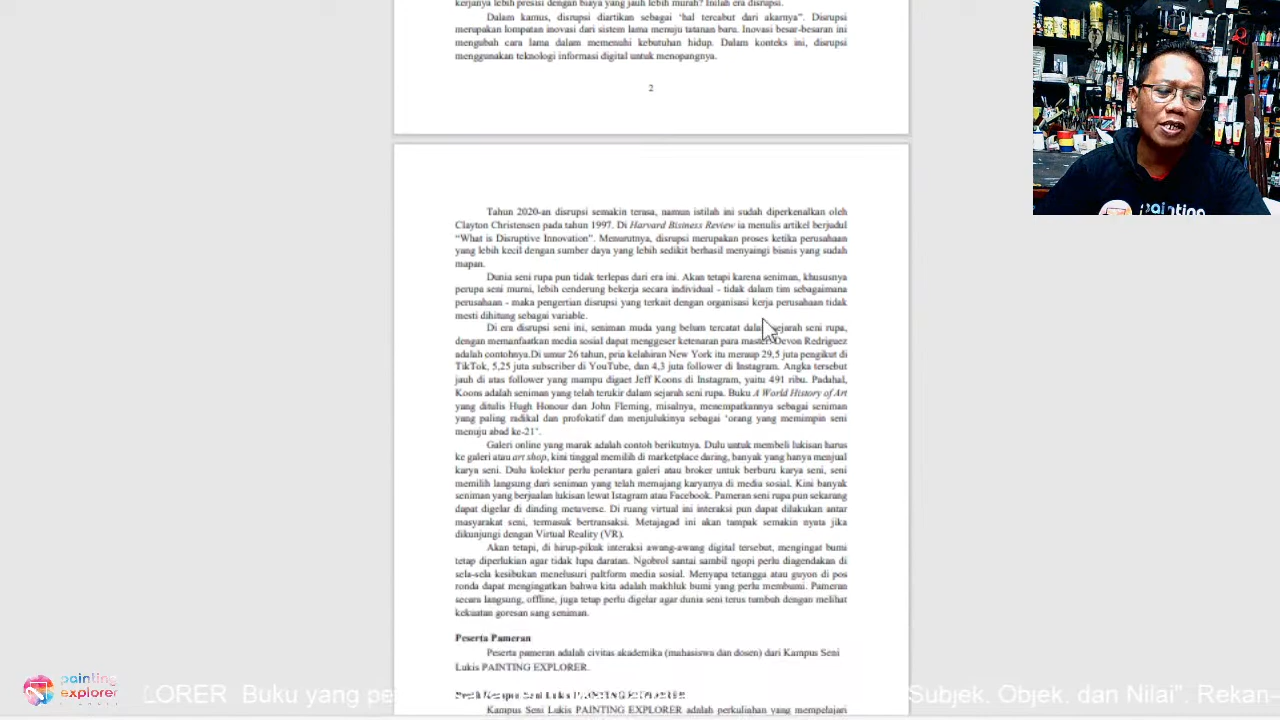 kerjanya lebih presisi dengan biaya yang jauh lebih murah? Inilah era disrupsi.
Dalam kamus, disrupsi diartikan sebagai 'hal tercabut dari akarnya". Disrupsi
merupakan lompatan inovasi dari sistem lama menuju tatanan baru. Inovasi besar-besaran ini
mengubah cara lama dalam memenuhi kebutuhan hidup. Dalam konteks ini, disrupsi
menggunakan teknologi informasi digital untuk menopangnya.
2
Tahun 2020-an disrupsi semakin terasa, namun istilah ini sudah diperkenalkan oleh
Clayton Christensen pada tahun 1997. Di Harvard Bisiness Review ia menulis artikel berjudul
"What is Disruptive Innovation". Menurutnya, disrupsi merupakan proses ketika perusahaan
yang lebih kecil dengan sumber daya yang lebih sedikit berhasil menyaingi bisnis yang sudah
mapan.
Dunia seni rupa pun tidak terlepas dari era ini. Akan tetapi karena seniman, khususnya
perupa seni murni, lebih cenderung bekerja secara individual - tidak dalam tim sebagaimana
perusahaan - maka pengertian disrupsi yang terkait dengan organisasi kerja perusahaan tidak
mesti dihitung sebagai variable.
Di era disrupsi seni ini, seniman muda yang belum tercatat dalam sejarah seni rupa,
dengan memanfaatkan media sosial dapat menggeser ketenaran para master. Devon Redriguez
adalah contohnya.Di umur 26 tahun, pria kelahiran New York itu meraup 29,5 juta pengikut di
TikTok, 5,25 juta subscriber di YouTube, dan 4,3 juta follower di Instagram. Angka tersebut
jauh di atas follower yang mampu digaet Jeff Koons di Instagram, yaitu 491 ribu. Padahal,
Koons adalah seniman yang telah terukir dalam sejarah seni rupa. Buku A World History of Art
yang ditulis Hugh Honour dan John Fleming, misalnya, menempatkannya sebagai seniman
yang paling radikal dan profokatif dan menjulukinya sebagai 'orang yang memimpin seni
menuju abad ke-21'.
Galeri online yang marak adalah contoh berikutnya. Dulu untuk membeli lukisan harus
ke galeri atau art shop, kini tinggal memilih di marketplace daring, banyak yang hanya menjual
karya seni. Dulu kolektor perlu perantara galeri atau broker untuk berburu karya seni, seni
memilih langsung dari seniman yang telah memajang karyanya di media sosial. Kini banyak
seniman yang berjualan lukisan lewat Istagram atau Facebook. Pameran seni rupa pun sekarang
dapat digelar di dinding metaverse. Di ruang virtual ini interaksi pun dapat dilakukan antar
masyarakat seni, termasuk bertransaksi. Metajagad ini akan tampak semakin nyata jika
dikunjungi dengan Virtual Reality (VR).
Akan tetapi, di hirup-pikuk interaksi awang-awang digital tersebut, mengingat bumi
tetap diperlukian agar tidak lupa daratan. Ngobrol santai sambil ngopi perlu diagendakan di
sela-sela kesibukan menelusuri paltform media sosial. Menyapa tetangga atau guyon di pos
ronda dapat mengingatkan bahwa kita adalah makhluk bumi yang perlu membumi. Pameran
secara langsung, offline, juga tetap perlu digelar agar dunia seni terus tumbuh dengan melihat
kekuatan goresan sang seniman.
Peserta Pameran
Peserta pameran adalah civitas akademika (mahasiswa dan dosen) dari Kampus Seni
Lukis PAINTING EXPLORER.
Kampus Seni Lukis PAINTING EXPLORER
Kampus Seni Lukis PAINTING EXPLORER adalah perkuliahan yang mempelajari
painting
explorer
LORER Buku yang Subjek, Objek, dan Nilai". Rekan-
painting